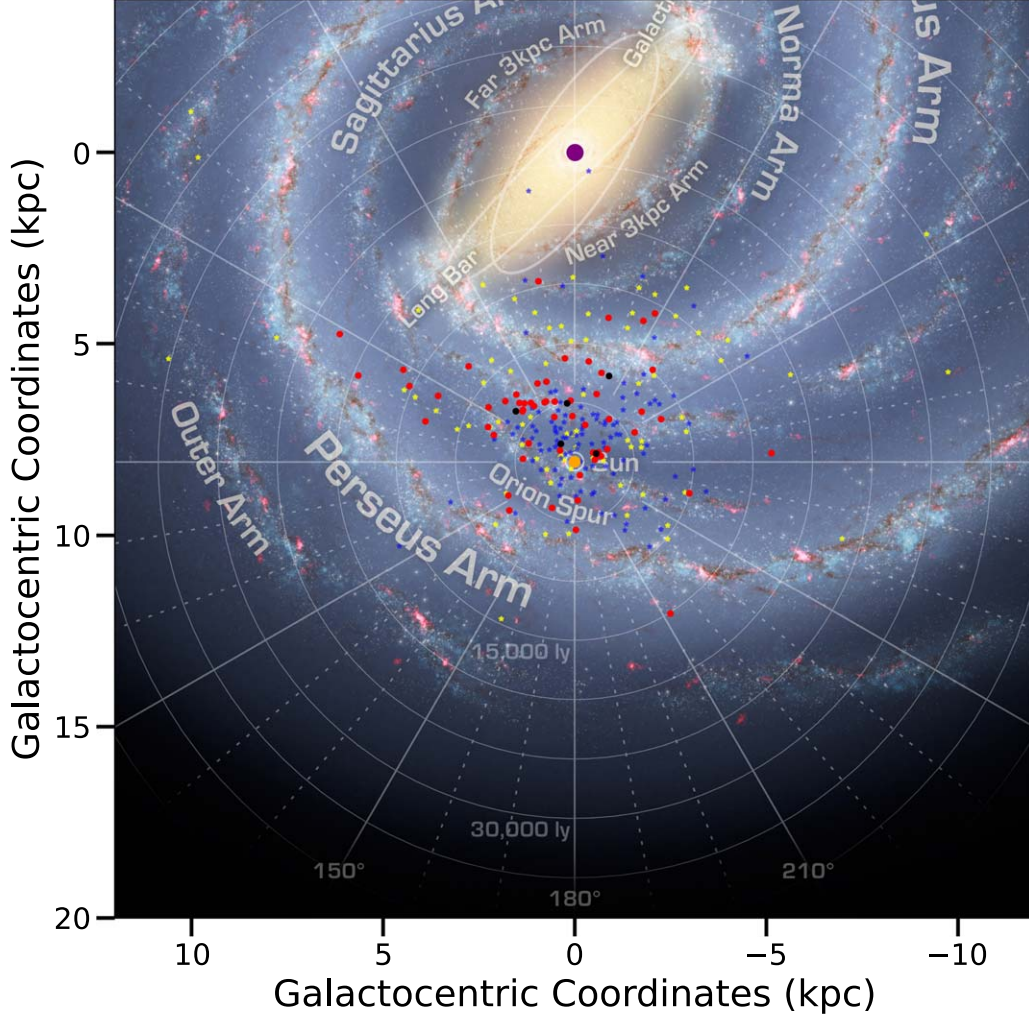 Sagittarius A
Far 3kpc Arm
Galact
Norma Arm
us Arm
Near 3kpc Arm
Long Bar
Outer Arm
Perseus Arm
Orion Spur
Sun
15,000 ly
30,000 ly
150°
180°
210°
0
5
10
15
20
10
5
0
−5
−10
Galactocentric Coordinates (kpc)
Galactocentric Coordinates (kpc)